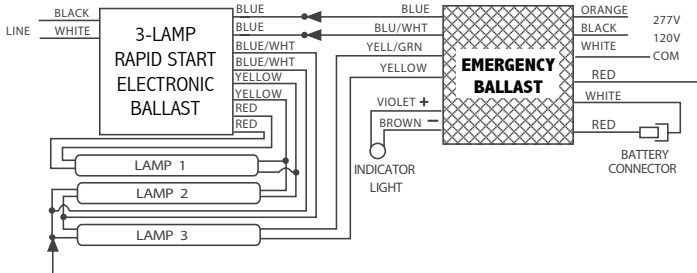 BLACK
WHITE
LINE
3-LAMP
RAPID START
ELECTRONIC
BALLAST
BLUE
BLUE
BLUE/WHT
BLUE/WHT
YELLOW
YELLOW
RED
RED
BLUE
BLU/WHT
YELL/GRN
YELLOW
VIOLET +
BROWN −
INDICATOR
LIGHT
EMERGENCY
BALLAST
ORANGE
277V
BLACK
120V
WHITE
COM
RED
WHITE
RED
BATTERY
CONNECTOR
LAMP 1
LAMP 2
LAMP 3